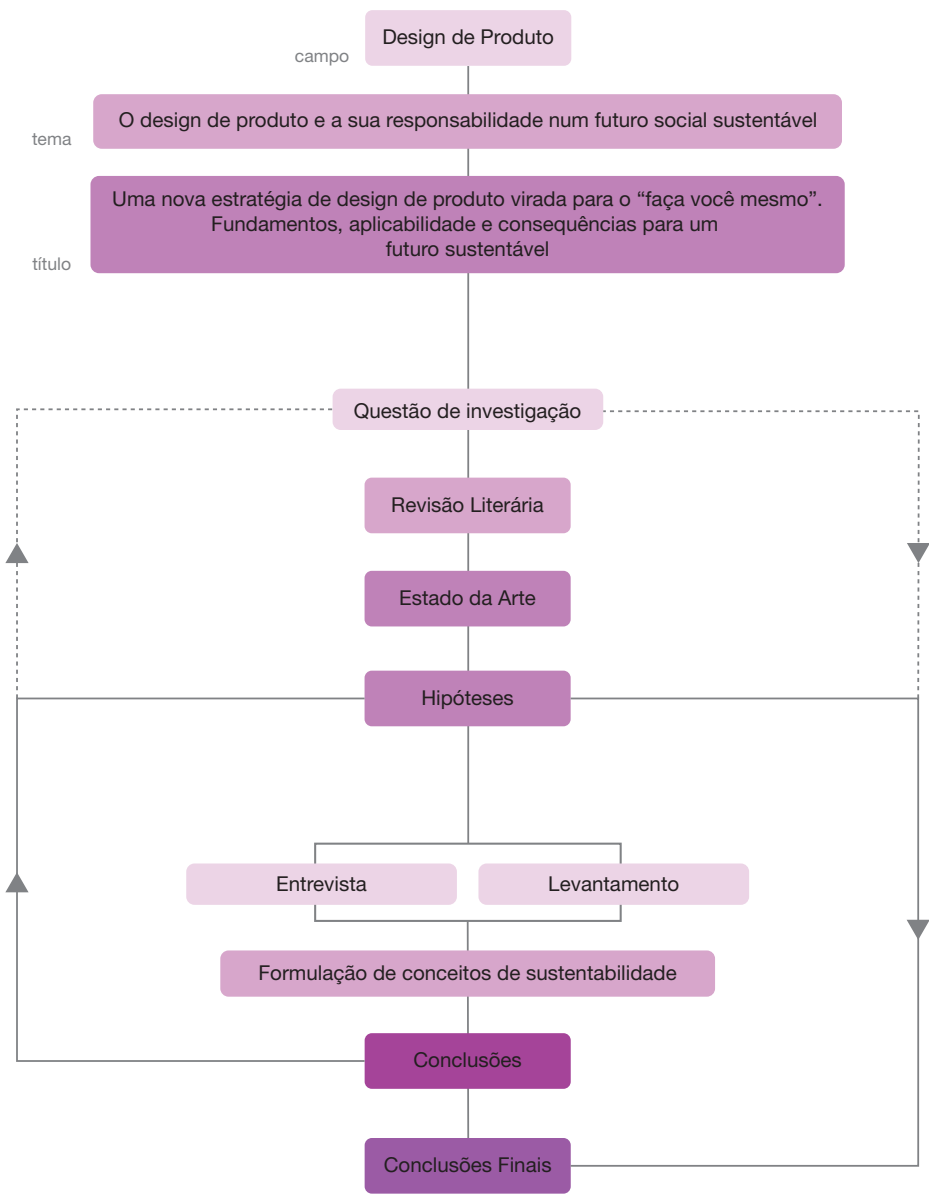 Design de Produto
campo
O design de produto e a sua responsabilidade num futuro social sustentável
tema
Uma nova estratégia de design de produto virada para o “faça você mesmo”.
Fundamentos, aplicabilidade e consequências para um
futuro sustentável
título
Questão de investigação
Revisão Literária
Estado da Arte
Hipóteses
Entrevista
Levantamento
Formulação de conceitos de sustentabilidade
Conclusões
Conclusões Finais